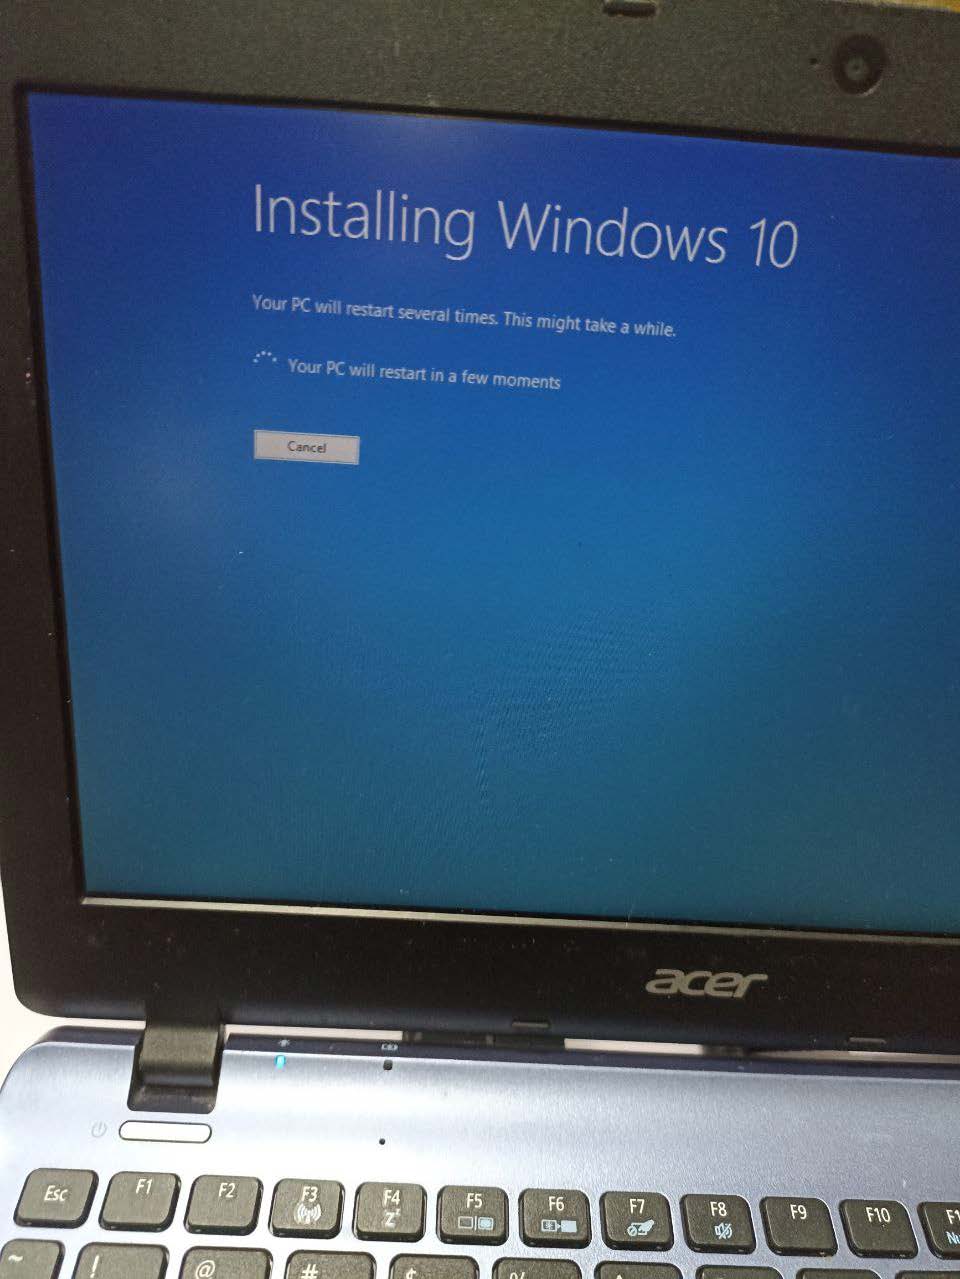 Installing Windows 10
Your PC will restart several times. This might take a while.
Your PC will restart in a few moments
Cancel
acer
Esc F1 F2 F3 F4 F5 F6 F7 F8 F9 F10
Z
~ ! @ #